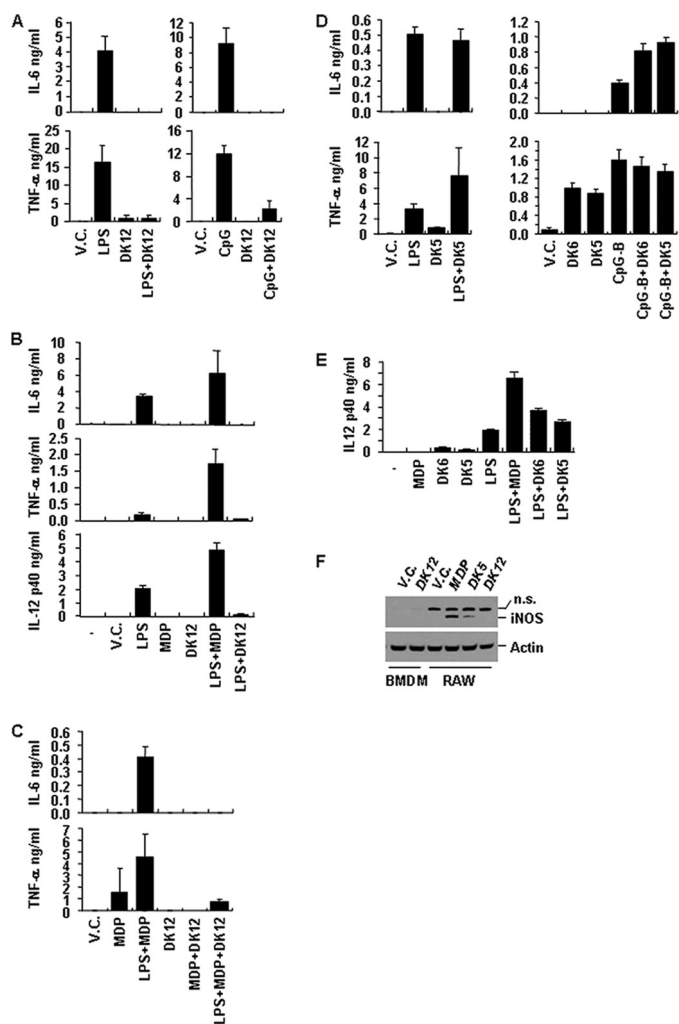 A
IL-6 ng/ml
6
5
4
3
2
1
0
12
10
8
6
4
2
0
TNF-α ng/ml
25
20
15
10
5
0
16
12
8
4
0
V.C.
LPS
DK12
LPS+DK12
V.C.
CpG
DK12
CpG+DK12
B
IL-6 ng/ml
10
8
6
4
2
0
TNF-α ng/ml
2.5
2.0
1.5
1.0
0.5
0.0
IL-12 p40 ng/ml
6
5
4
3
2
1
0
-
V.C.
LPS
MDP
DK12
LPS+MDP
LPS+DK12
C
IL-6 ng/ml
0.6
0.5
0.4
0.3
0.2
0.1
0.0
TNF-α ng/ml
7
6
5
4
3
2
1
0
V.C.
MDP
LPS+MDP
DK12
MDP+DK12
LPS+MDP+DK12
D
IL-6 ng/ml
0.6
0.5
0.4
0.3
0.2
0.1
0.0
1.2
1.0
0.8
0.6
0.4
0.2
0.0
TNF-α ng/ml
12
10
8
6
4
2
0
2.0
1.6
1.2
0.8
0.4
0.0
V.C.
LPS
DK5
LPS+DK5
V.C.
DK6
DK5
CpG-B
CpG-B+DK6
CpG-B+DK5
E
IL12 p40 ng/ml
8
6
4
2
0
-
MDP
DK6
DK5
LPS
LPS+MDP
LPS+DK6
LPS+DK5
F
V.C.
DK12
V.C.
MDP
DK5
DK12
n.s.
iNOS
Actin
BMDM
RAW